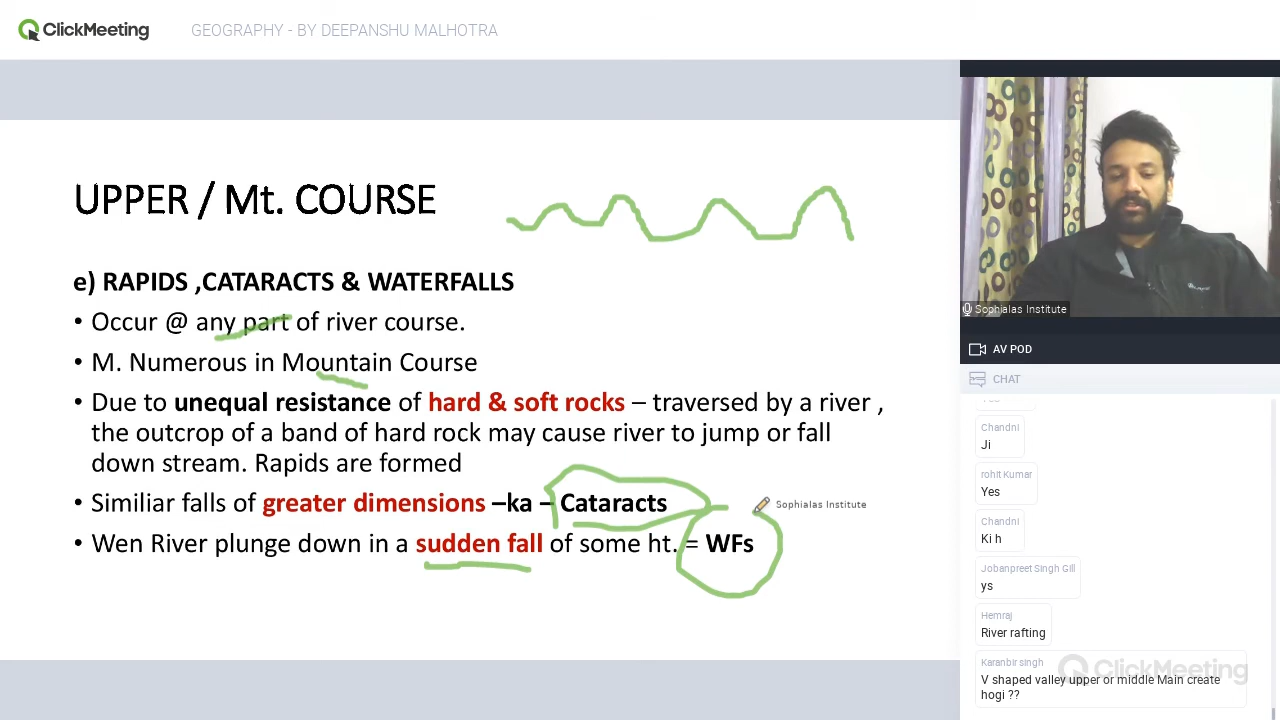 ClickMeeting
GEOGRAPHY - BY DEEPANSHU MALHOTRA
UPPER / Mt. COURSE
e) RAPIDS ,CATARACTS & WATERFALLS
• Occur @ any part of river course.
• M. Numerous in Mountain Course
• Due to unequal resistance of hard & soft rocks – traversed by a river ,
the outcrop of a band of hard rock may cause river to jump or fall
down stream. Rapids are formed
• Similiar falls of greater dimensions –ka – Cataracts
• Wen River plunge down in a sudden fall of some ht. = WFs
Sophialas Institute
Sophialas Institute
AV POD
CHAT
Chandni
Ji
rohit Kumar
Yes
Chandni
Ki h
Jobanpreet Singh Gill
ys
Hemraj
River rafting
Karanbir singh
V shaped valley upper or middle Main create
hogi ??
ClickMeeting